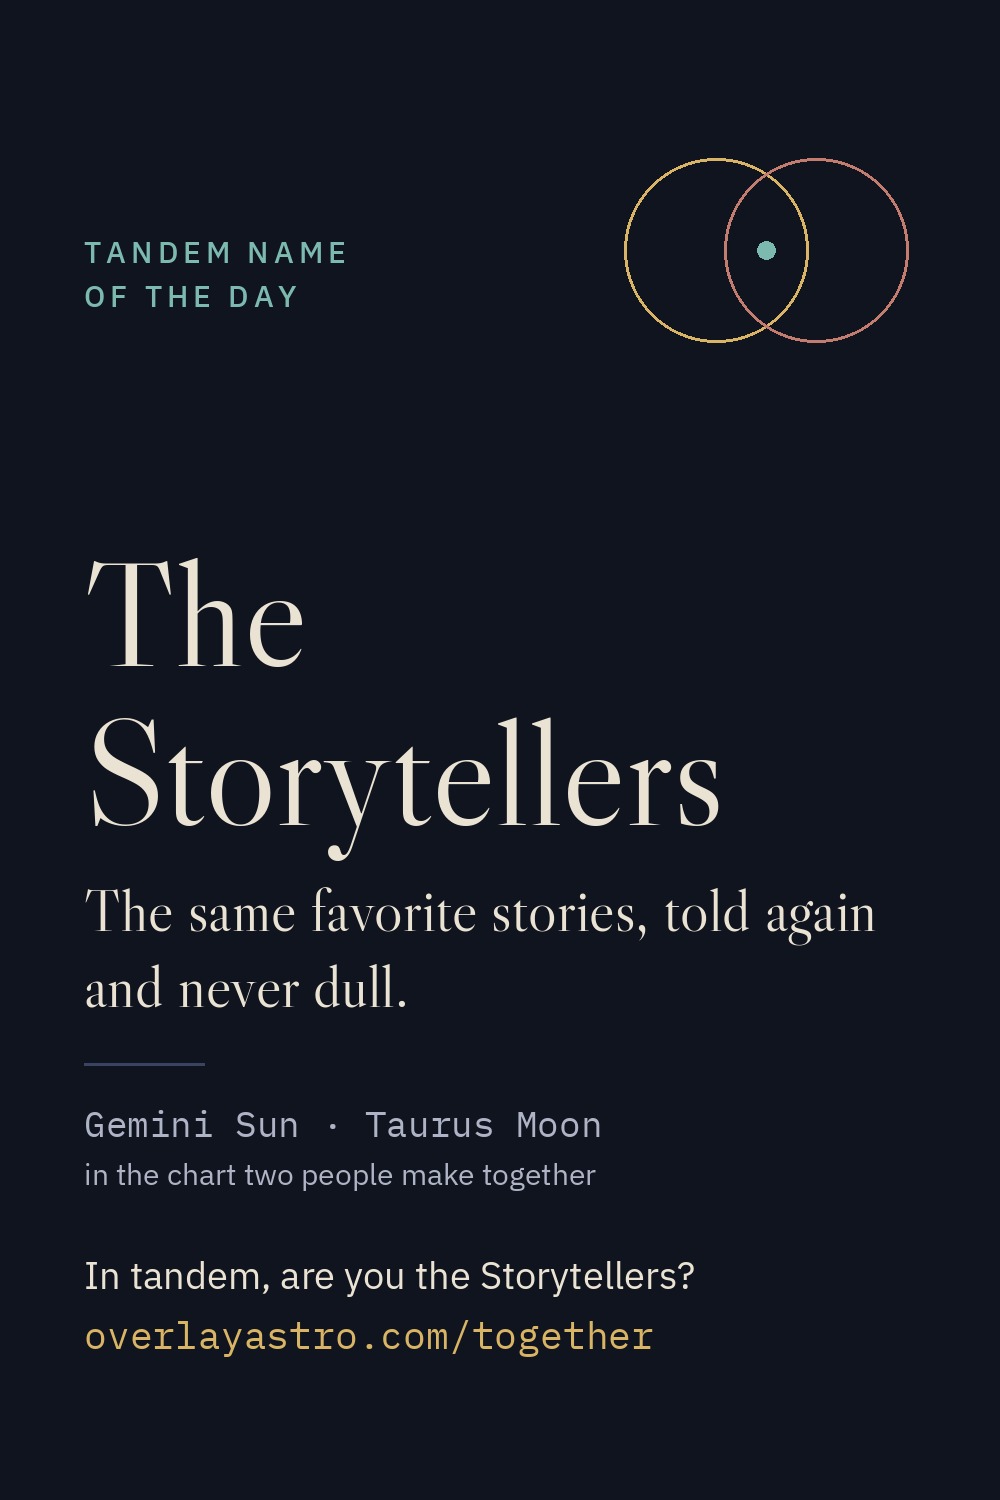 TANDEM NAME
OF THE DAY
The
Storytellers
The same favorite stories, told again
and never dull.
Gemini Sun · Taurus Moon
in the chart two people make together
In tandem, are you the Storytellers?
overlayastro.com/together